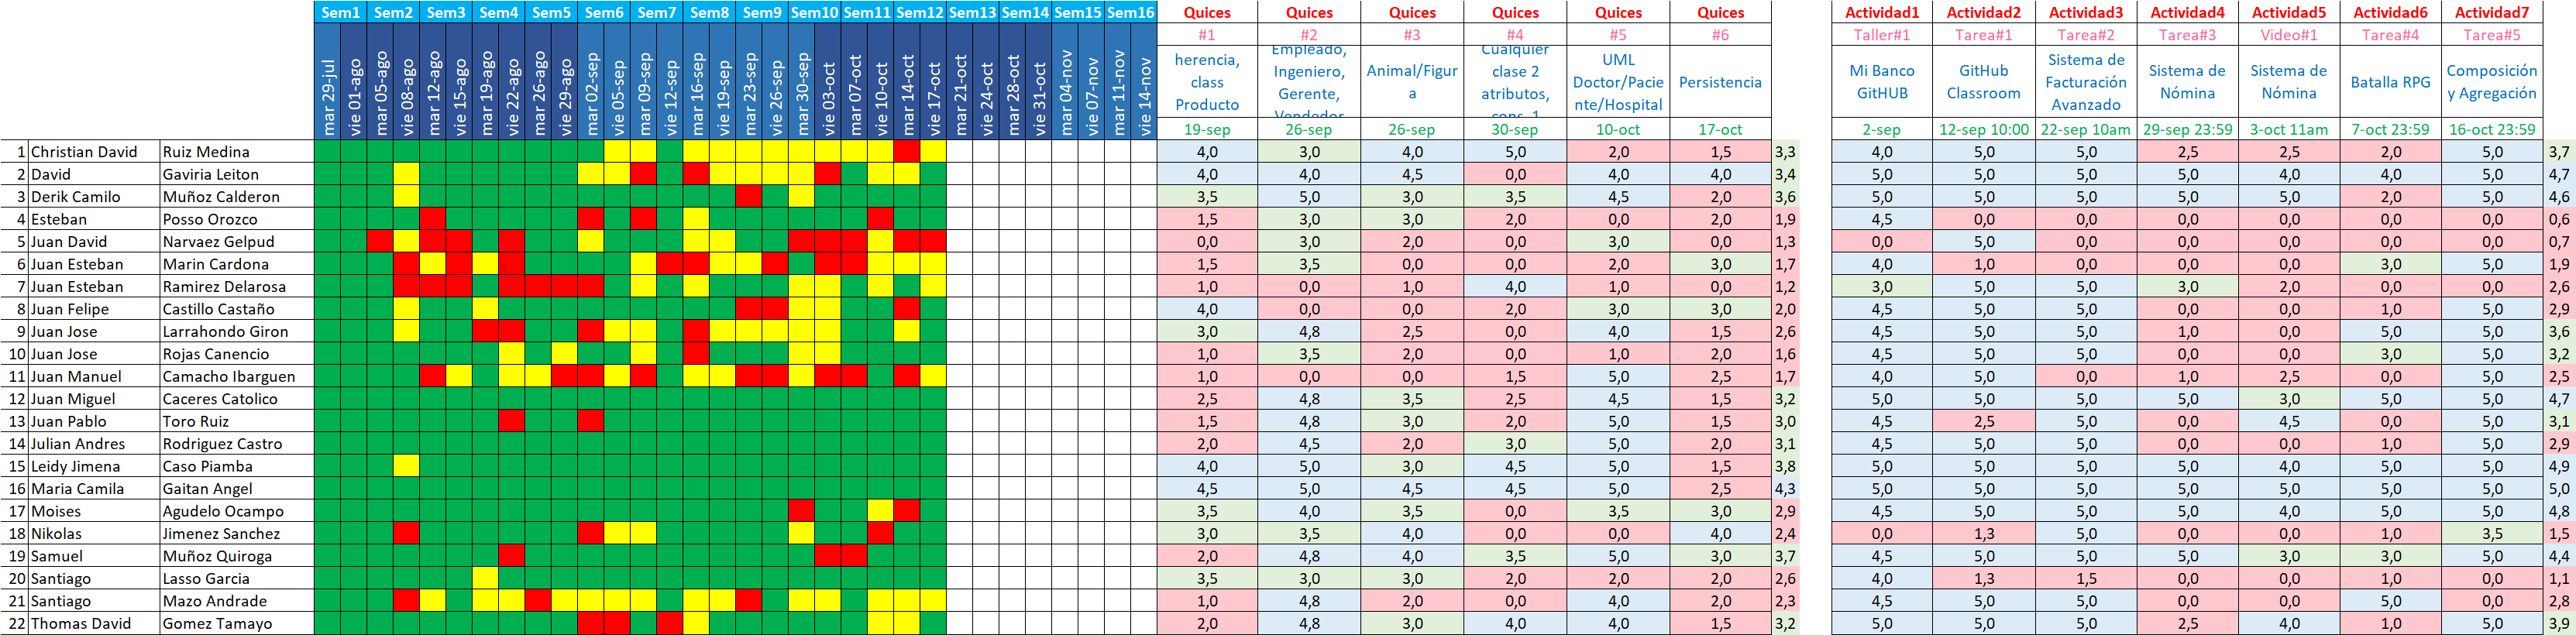 Sem1 Sem2 Sem3 Sem4 Sem5 Sem6 Sem7 Sem8 Sem9 Sem10 Sem11 Sem12 Sem13 Sem14 Sem15 Sem16 Quices Quices Quices Quices Quices Quices Actividad1 Actividad2 Actividad3 Actividad4 Actividad5 Actividad6 Actividad7
#1 #2 #3 #4 #5 #6 Taller#1 Tarea#1 Tarea#2 Tarea#3 Video#1 Tarea#4 Tarea#5
mar 29-jul
vie 01-ago
mar 05-ago
vie 08-ago
mar 12-ago
vie 15-ago
mar 19-ago
vie 22-ago
mar 26-ago
vie 29-ago
mar 02-sep
vie 05-sep
mar 09-sep
vie 12-sep
mar 16-sep
vie 19-sep
mar 23-sep
vie 26-sep
mar 30-sep
vie 03-oct
mar 07-oct
vie 10-oct
mar 14-oct
vie 17-oct
mar 21-oct
vie 24-oct
mar 28-oct
vie 31-oct
mar 04-nov
vie 07-nov
mar 11-nov
vie 14-nov
herencia,
class
Producto
Empleado,
Ingeniero,
Gerente,
Vendedor
Animal/Figur
a
Cualquier
clase 2
atributos,
cons. 1
UML
Doctor/Pacie
nte/Hospital
Persistencia
Mi Banco
GitHUB
GitHub
Classroom
Sistema de
Facturación
Avanzado
Sistema de
Nómina
Sistema de
Nómina
Batalla RPG
Composición
y Agregación
19-sep 26-sep 26-sep 30-sep 10-oct 17-oct 2-sep 12-sep 10:00 22-sep 10am 29-sep 23:59 3-oct 11am 7-oct 23:59 16-oct 23:59
1 Christian David Ruiz Medina 4,0 3,0 4,0 5,0 2,0 1,5 3,3 4,0 5,0 5,0 2,5 2,5 2,0 5,0 3,7
2 David Gaviria Leiton 4,0 4,0 4,5 0,0 4,0 4,0 3,4 5,0 5,0 5,0 5,0 4,0 4,0 5,0 4,7
3 Derik Camilo Muñoz Calderon 3,5 5,0 3,0 3,5 4,5 2,0 3,6 5,0 5,0 5,0 5,0 5,0 2,0 5,0 4,6
4 Esteban Posso Orozco 1,5 3,0 3,0 2,0 0,0 2,0 1,9 4,5 0,0 0,0 0,0 0,0 0,0 0,0 0,6
5 Juan David Narvaez Gelpud 0,0 3,0 2,0 0,0 3,0 0,0 1,3 0,0 5,0 0,0 0,0 0,0 0,0 0,0 0,7
6 Juan Esteban Marin Cardona 1,5 3,5 0,0 0,0 2,0 3,0 1,7 4,0 1,0 0,0 0,0 0,0 3,0 5,0 1,9
7 Juan Esteban Ramirez Delarosa 1,0 0,0 1,0 4,0 1,0 0,0 1,2 3,0 5,0 5,0 3,0 2,0 0,0 0,0 2,6
8 Juan Felipe Castillo Castaño 4,0 0,0 0,0 2,0 3,0 3,0 2,0 4,5 5,0 5,0 0,0 0,0 1,0 5,0 2,9
9 Juan Jose Larrahondo Giron 3,0 4,8 2,5 0,0 4,0 1,5 2,6 4,5 5,0 5,0 1,0 0,0 5,0 5,0 3,6
10 Juan Jose Rojas Canencio 1,0 3,5 2,0 0,0 1,0 2,0 1,6 4,5 5,0 5,0 0,0 0,0 3,0 5,0 3,2
11 Juan Manuel Camacho Ibarguen 1,0 0,0 0,0 1,5 5,0 2,5 1,7 4,0 5,0 0,0 1,0 2,5 0,0 5,0 2,5
12 Juan Miguel Caceres Catolico 2,5 4,8 3,5 2,5 4,5 1,5 3,2 5,0 5,0 5,0 5,0 3,0 5,0 5,0 4,7
13 Juan Pablo Toro Ruiz 1,5 4,8 3,0 2,0 5,0 1,5 3,0 4,5 2,5 5,0 0,0 4,5 0,0 5,0 3,1
14 Julian Andres Rodriguez Castro 2,0 4,5 2,0 3,0 5,0 2,0 3,1 4,5 5,0 5,0 0,0 0,0 1,0 5,0 2,9
15 Leidy Jimena Caso Piamba 4,0 5,0 3,0 4,5 5,0 1,5 3,8 5,0 5,0 5,0 5,0 4,0 5,0 5,0 4,9
16 Maria Camila Gaitan Angel 4,5 5,0 4,5 4,5 5,0 2,5 4,3 5,0 5,0 5,0 5,0 5,0 5,0 5,0 5,0
17 Moises Agudelo Ocampo 3,5 4,0 3,5 0,0 3,5 3,0 2,9 4,5 5,0 5,0 5,0 4,0 5,0 5,0 4,8
18 Nikolas Jimenez Sanchez 3,0 3,5 4,0 0,0 0,0 4,0 2,4 0,0 1,3 5,0 0,0 0,0 1,0 3,5 1,5
19 Samuel Muñoz Quiroga 2,0 4,8 4,0 3,5 5,0 3,0 3,7 4,5 5,0 5,0 5,0 3,0 3,0 5,0 4,4
20 Santiago Lasso Garcia 3,5 3,0 3,0 2,0 2,0 2,0 2,6 4,0 1,3 1,5 0,0 0,0 1,0 0,0 1,1
21 Santiago Mazo Andrade 1,0 4,8 2,0 0,0 4,0 2,0 2,3 4,5 5,0 5,0 0,0 0,0 5,0 0,0 2,8
22 Thomas David Gomez Tamayo 2,0 4,8 3,0 4,0 4,0 1,5 3,2 5,0 5,0 5,0 2,5 4,0 1,0 5,0 3,9